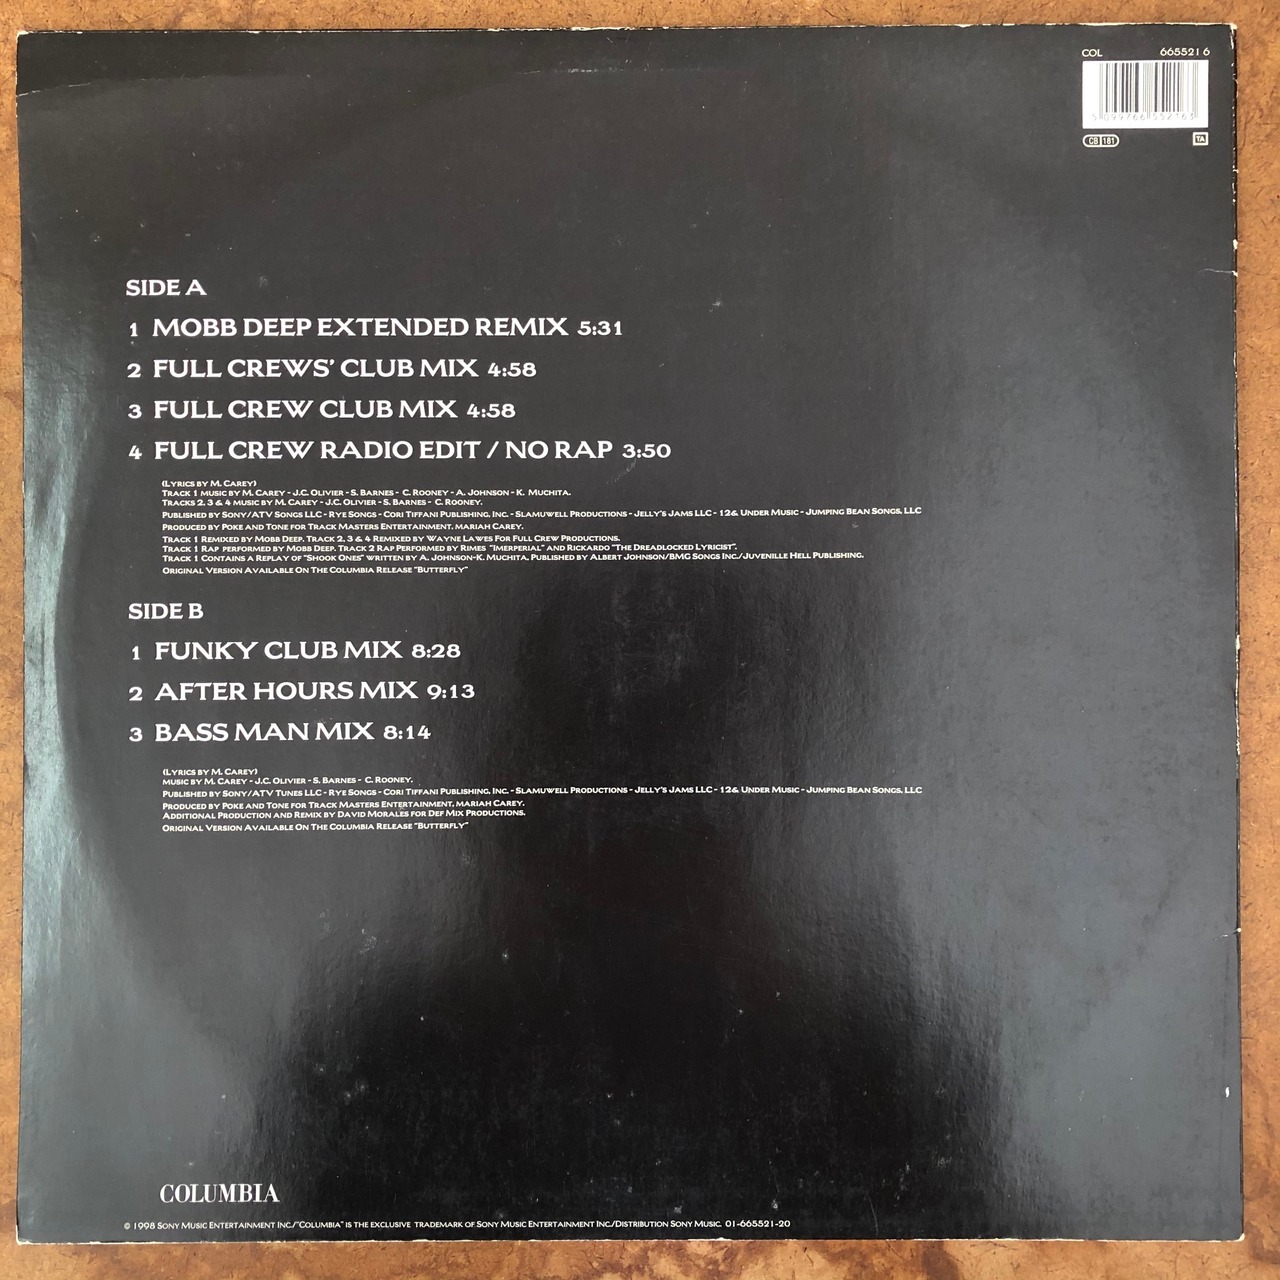 COL 665521 6
5 099766 552163
CB 181
TA
SIDE A
1 MOBB DEEP EXTENDED REMIX 5:31
2 FULL CREWS' CLUB MIX 4:58
3 FULL CREW CLUB MIX 4:58
4 FULL CREW RADIO EDIT / NO RAP 3:50
(LYRICS BY M. CAREY)
TRACK 1 MUSIC BY M. CAREY - J.C. OLIVIER - S. BARNES - C. ROONEY - A. JOHNSON - K. MUCHITA.
TRACKS 2, 3 & 4 MUSIC BY M. CAREY - J.C. OLIVIER - S. BARNES - C. ROONEY.
PUBLISHED BY SONY/ATV SONGS LLC - RYE SONGS - CORI TIFFANI PUBLISHING, INC. - SLAMUWELL PRODUCTIONS - JELLY'S JAMS LLC - 12& UNDER MUSIC - JUMPING BEAN SONGS, LLC
PRODUCED BY POKE AND TONE FOR TRACK MASTERS ENTERTAINMENT, MARIAH CAREY.
TRACK 1 REMIXED BY MOBB DEEP. TRACK 2, 3 & 4 REMIXED BY WAYNE LAWES FOR FULL CREW PRODUCTIONS.
TRACK 1 RAP PERFORMED BY MOBB DEEP. TRACK 2 RAP PERFORMED BY RIMES "IMERPERIAL" AND RICKARDO "THE DREADLOCKED LYRICIST".
TRACK 1 CONTAINS A REPLAY OF "SHOOK ONES" WRITTEN BY A. JOHNSON-K. MUCHITA, PUBLISHED BY ALBERT JOHNSON/BMG SONGS INC./JUVENILLE HELL PUBLISHING.
ORIGINAL VERSION AVAILABLE ON THE COLUMBIA RELEASE "BUTTERFLY"
SIDE B
1 FUNKY CLUB MIX 8:28
2 AFTER HOURS MIX 9:13
3 BASS MAN MIX 8:14
(LYRICS BY M. CAREY)
MUSIC BY M. CAREY - J.C. OLIVIER - S. BARNES - C. ROONEY.
PUBLISHED BY SONY/ATV TUNES LLC - RYE SONGS - CORI TIFFANI PUBLISHING, INC. - SLAMUWELL PRODUCTIONS - JELLY'S JAMS LLC - 12& UNDER MUSIC - JUMPING BEAN SONGS, LLC
PRODUCED BY POKE AND TONE FOR TRACK MASTERS ENTERTAINMENT, MARIAH CAREY.
ADDITIONAL PRODUCTION AND REMIX BY DAVID MORALES FOR DEF MIX PRODUCTIONS.
ORIGINAL VERSION AVAILABLE ON THE COLUMBIA RELEASE "BUTTERFLY"
COLUMBIA
© 1998 SONY MUSIC ENTERTAINMENT INC./"COLUMBIA" IS THE EXCLUSIVE TRADEMARK OF SONY MUSIC ENTERTAINMENT INC./DISTRIBUTION SONY MUSIC. 01-665521-20